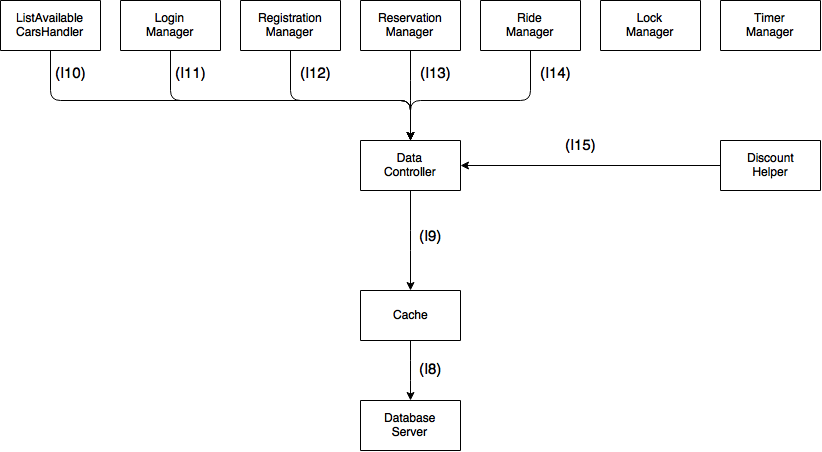 ListAvailable
CarsHandler
Login
Manager
Registration
Manager
Reservation
Manager
Ride
Manager
Lock
Manager
Timer
Manager
(I10)
(I11)
(I12)
(I13)
(I14)
(I15)
Data
Controller
Discount
Helper
(I9)
Cache
(I8)
Database
Server